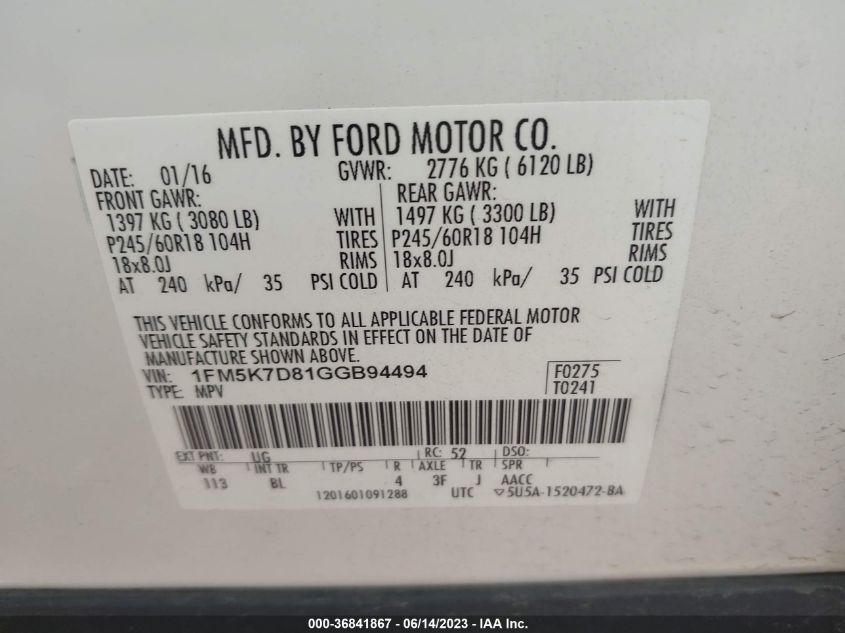 MFD. BY FORD MOTOR CO.
DATE: 01/16 GVWR: 2776 KG ( 6120 LB)
FRONT GAWR: REAR GAWR:
1397 KG ( 3080 LB) WITH 1497 KG ( 3300 LB) WITH
P245/60R18 104H TIRES P245/60R18 104H TIRES
18x8.0J RIMS 18x8.0J RIMS
AT 240 kPa/ 35 PSI COLD AT 240 kPa/ 35 PSI COLD
THIS VEHICLE CONFORMS TO ALL APPLICABLE FEDERAL MOTOR
VEHICLE SAFETY STANDARDS IN EFFECT ON THE DATE OF
MANUFACTURE SHOWN ABOVE.
VIN: 1FM5K7D81GGB94494 F0275
TYPE: MPV T0241
EXT PNT: UG RC: 52 DSO:
WB INT TR TP/PS R AXLE TR SPR
113 BL 4 3F J AACC
1201601091288 UTC 5U5A-1520472-BA
000-36841867 - 06/14/2023 - IAA Inc.